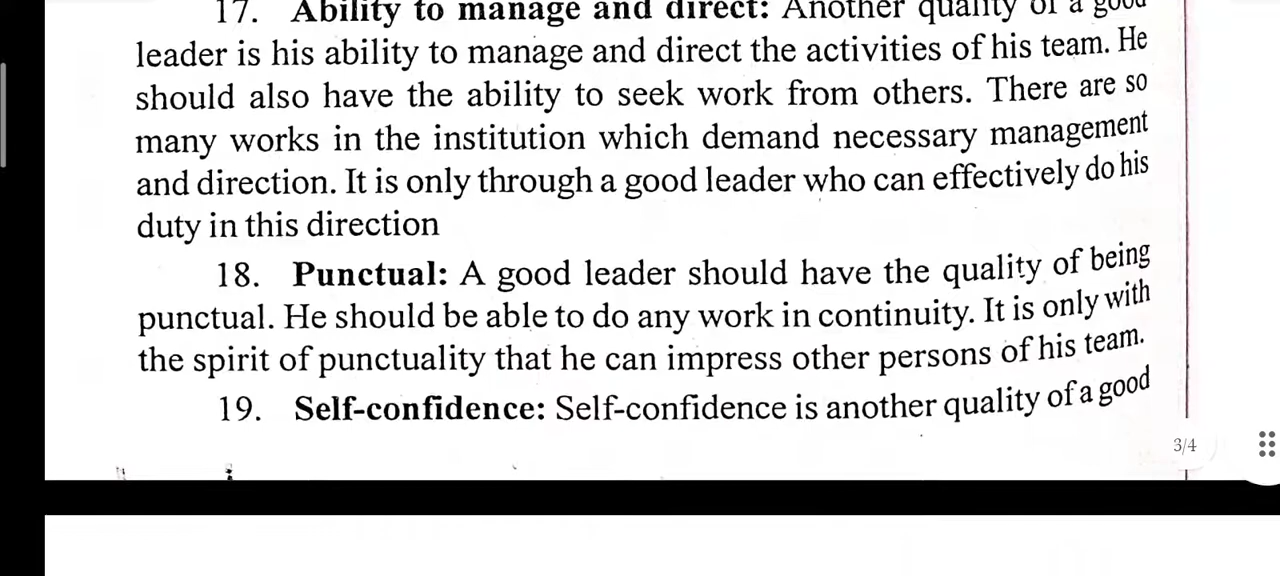 17. Ability to manage and direct: Another quality of a good
leader is his ability to manage and direct the activities of his team. He
should also have the ability to seek work from others. There are so
many works in the institution which demand necessary management
and direction. It is only through a good leader who can effectively do his
duty in this direction
18. Punctual: A good leader should have the quality of being
punctual. He should be able to do any work in continuity. It is only with
the spirit of punctuality that he can impress other persons of his team.
19. Self-confidence: Self-confidence is another quality of a good
3/4